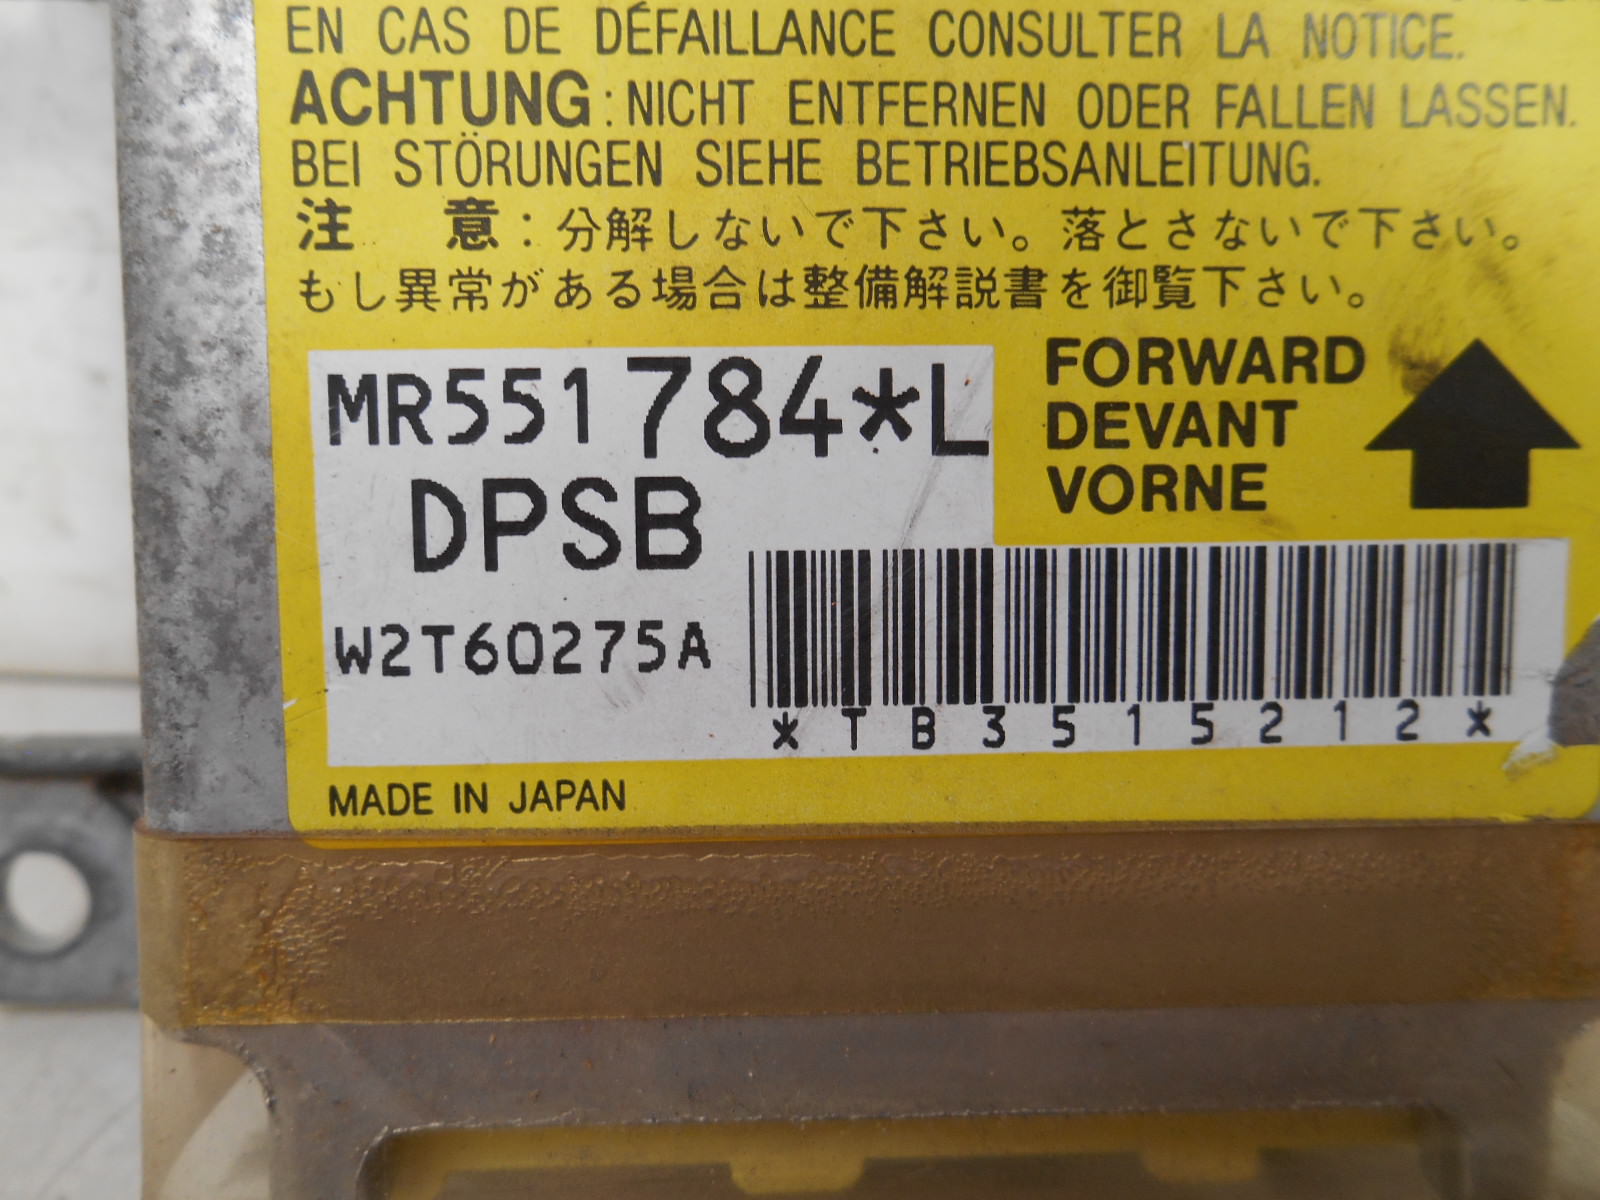 EN CAS DE DÉFAILLANCE CONSULTER LA NOTICE.
ACHTUNG: NICHT ENTFERNEN ODER FALLEN LASSEN.
BEI STÖRUNGEN SIEHE BETRIEBSANLEITUNG.
注 意: 分解しないで下さい。落とさないで下さい。
もし異常がある場合は整備解説書を御覧下さい。
MR551784*L
DPSB
W2T60275A
FORWARD
DEVANT
VORNE
*TB3515212*
MADE IN JAPAN